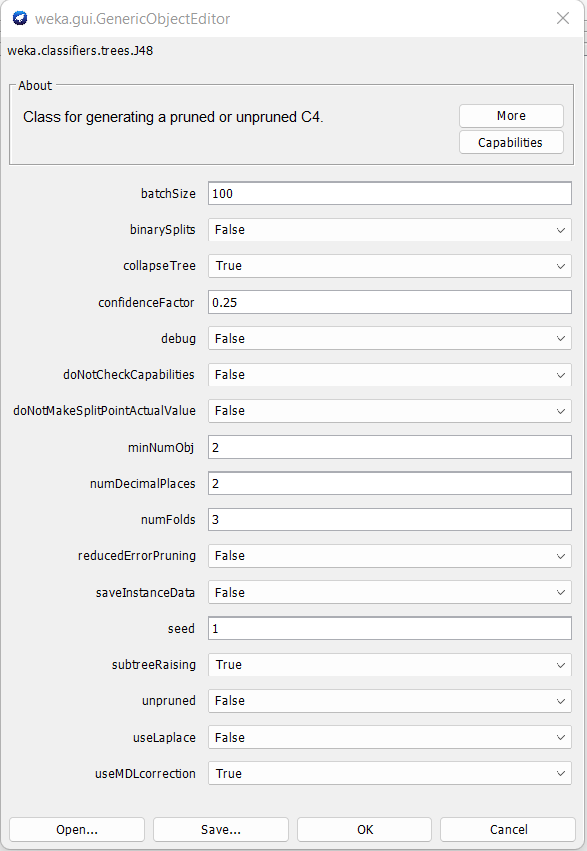 weka.gui.GenericObjectEditor
weka.classifiers.trees.J48
About
Class for generating a pruned or unpruned C4.
More
Capabilities
batchSize 100
binarySplits False
collapseTree True
confidenceFactor 0.25
debug False
doNotCheckCapabilities False
doNotMakeSplitPointActualValue False
minNumObj 2
numDecimalPlaces 2
numFolds 3
reducedErrorPruning False
saveInstanceData False
seed 1
subtreeRaising True
unpruned False
useLaplace False
useMDLcorrection True
Open... Save... OK Cancel